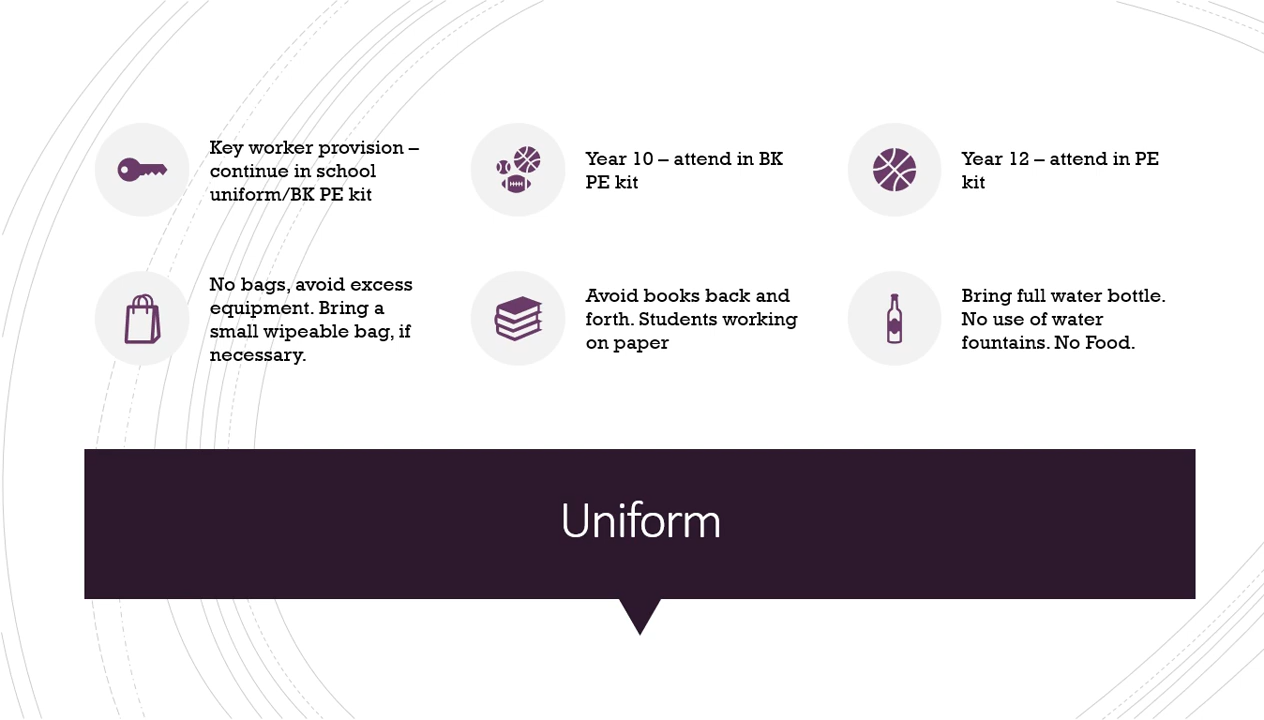 Key worker provision –
continue in school
uniform/BK PE kit
Year 10 – attend in BK
PE kit
Year 12 – attend in PE
kit
No bags, avoid excess
equipment. Bring a
small wipeable bag, if
necessary.
Avoid books back and
forth. Students working
on paper
Bring full water bottle.
No use of water
fountains. No Food.
Uniform